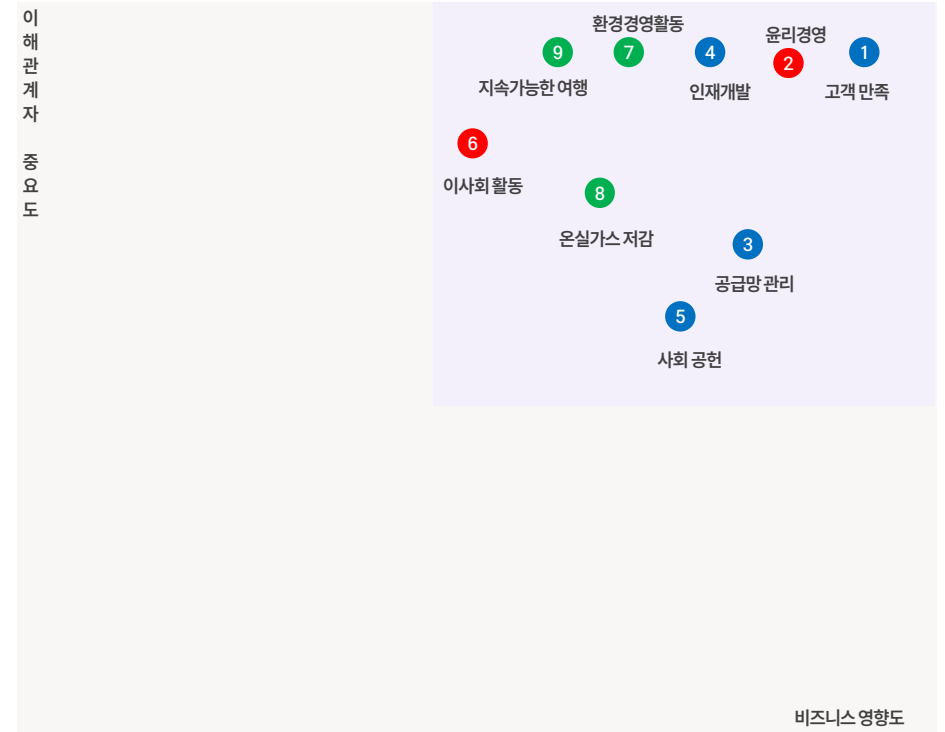 이해관계자 중요도
환경경영활동
윤리경영
9
7
4
2
1
지속가능한 여행
인재개발
고객 만족
6
이사회 활동
8
온실가스 저감
3
공급망 관리
5
사회 공헌
비즈니스 영향도